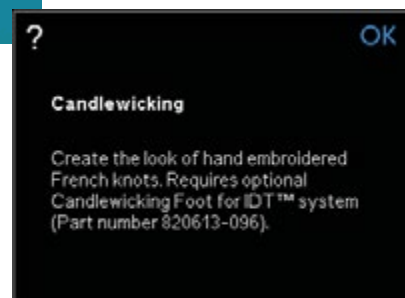 ? OK
Candlewicking
Create the look of hand embroidered
French knots. Requires optional
Candlewicking Foot for IDT™ system
(Part number 820613-096).